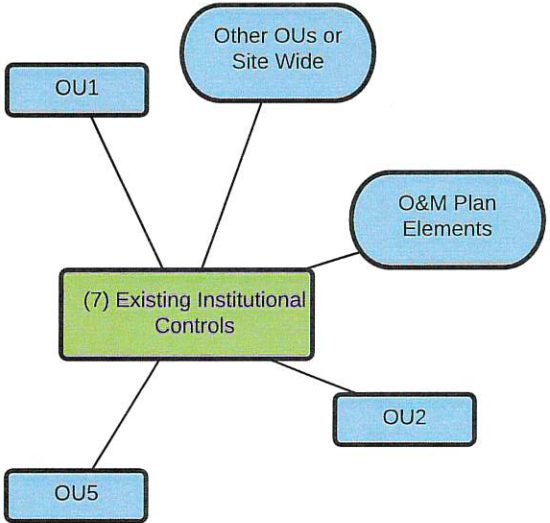 Other OUs or
Site Wide
OU1
O&M Plan
Elements
(7) Existing Institutional
Controls
OU2
OU5